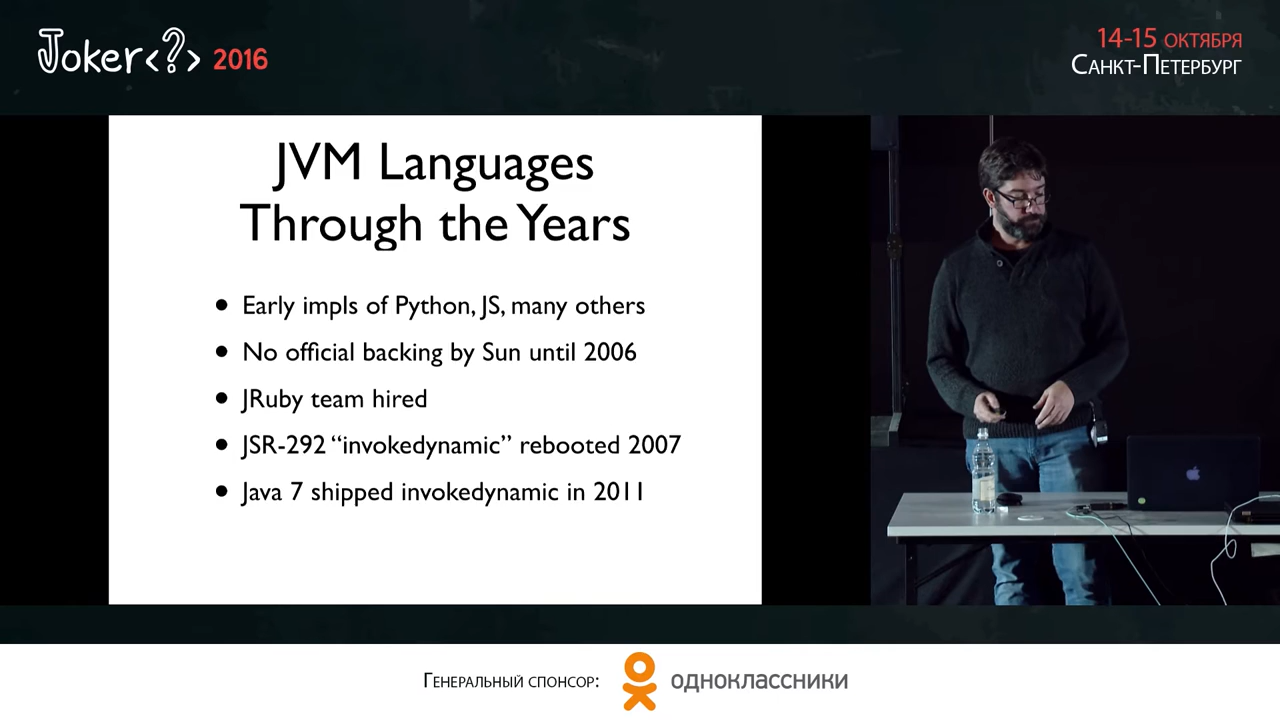 Joker<?> 2016
14-15 октября
Санкт-Петербург
JVM Languages
Through the Years
• Early impls of Python, JS, many others
• No official backing by Sun until 2006
• JRuby team hired
• JSR-292 “invokedynamic” rebooted 2007
• Java 7 shipped invokedynamic in 2011
Генеральный спонсор:
одноклассники